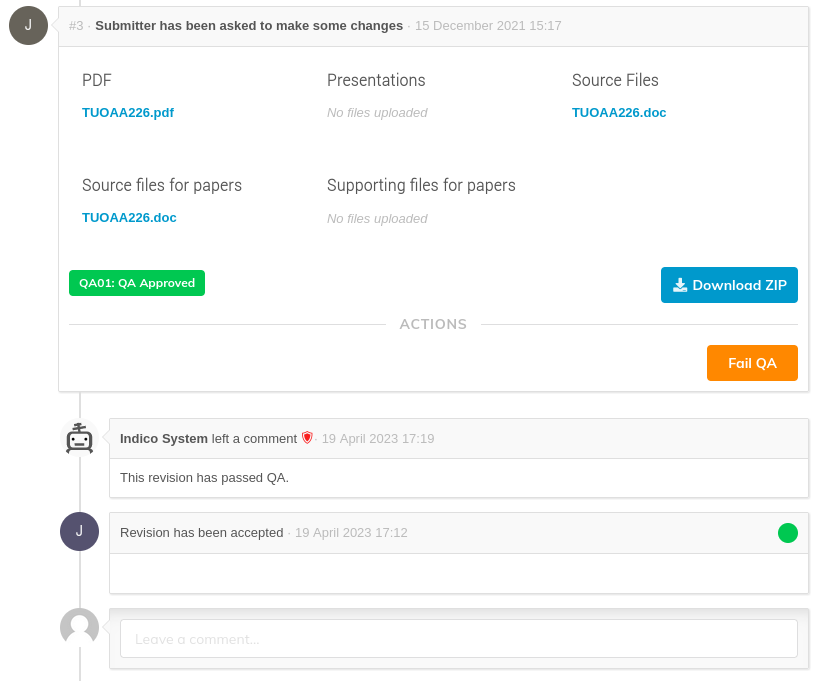 J
#3 · Submitter has been asked to make some changes · 15 December 2021 15:17
PDF
Presentations
Source Files
TUOAA226.pdf
No files uploaded
TUOAA226.doc
Source files for papers
Supporting files for papers
TUOAA226.doc
No files uploaded
QA01: QA Approved
Download ZIP
ACTIONS
Fail QA
Indico System left a comment · 19 April 2023 17:19
This revision has passed QA.
J
Revision has been accepted · 19 April 2023 17:12
Leave a comment...